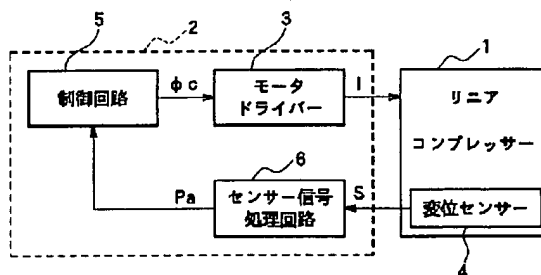 5
2
3
1
制御回路
φc
モータ
ドライバー
I
リニア
コンプレッサー
6
Pa
センサー信号
処理回路
S
変位センサー
4